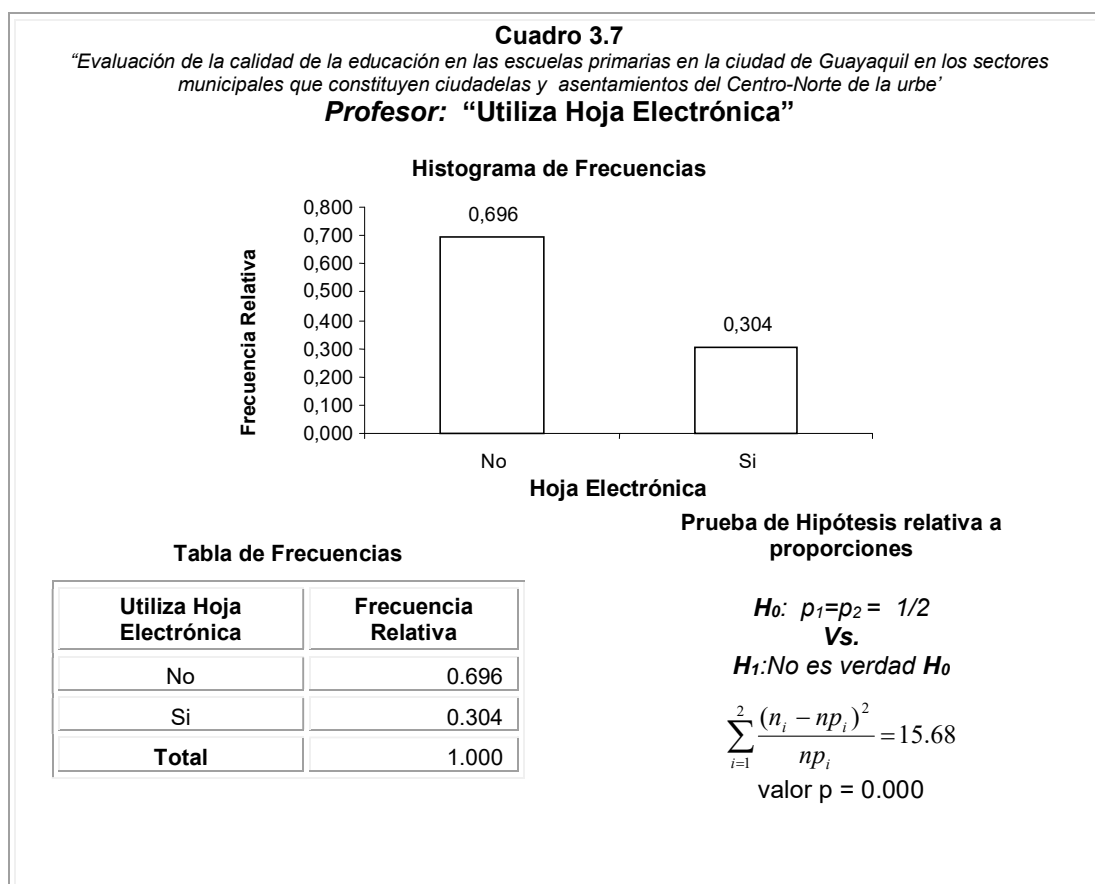 Cuadro 3.7
“Evaluación de la calidad de la educación en las escuelas primarias en la ciudad de Guayaquil en los sectores
municipales que constituyen ciudadelas y asentamientos del Centro-Norte de la urbe’
Profesor: “Utiliza Hoja Electrónica”
Histograma de Frecuencias
Frecuencia Relativa
0,800
0,700
0,600
0,500
0,400
0,300
0,200
0,100
0,000
0,696
0,304
No
Si
Hoja Electrónica
Tabla de Frecuencias
Utiliza Hoja Electrónica
Frecuencia Relativa
No 0.696
Si 0.304
Total 1.000
Prueba de Hipótesis relativa a
proporciones
H₀: p₁=p₂ = 1/2
Vs.
H₁:No es verdad H₀
∑_{i=1}^{2} (n_i − np_i)² / np_i = 15.68
valor p = 0.000